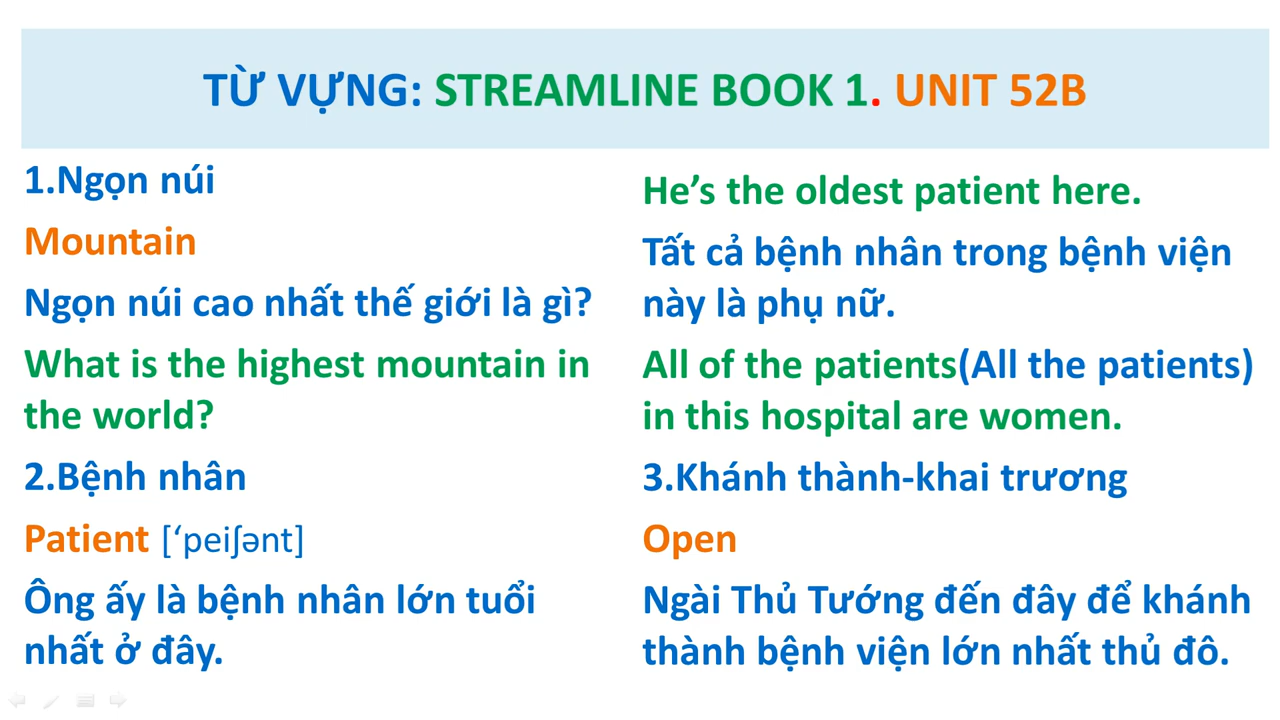 TỪ VỰNG: STREAMLINE BOOK 1. UNIT 52B
1.Ngọn núi
Mountain
Ngọn núi cao nhất thế giới là gì?
What is the highest mountain in
the world?
2.Bệnh nhân
Patient [‘peiʃənt]
Ông ấy là bệnh nhân lớn tuổi
nhất ở đây.
He’s the oldest patient here.
Tất cả bệnh nhân trong bệnh viện
này là phụ nữ.
All of the patients(All the patients)
in this hospital are women.
3.Khánh thành-khai trương
Open
Ngài Thủ Tướng đến đây để khánh
thành bệnh viện lớn nhất thủ đô.